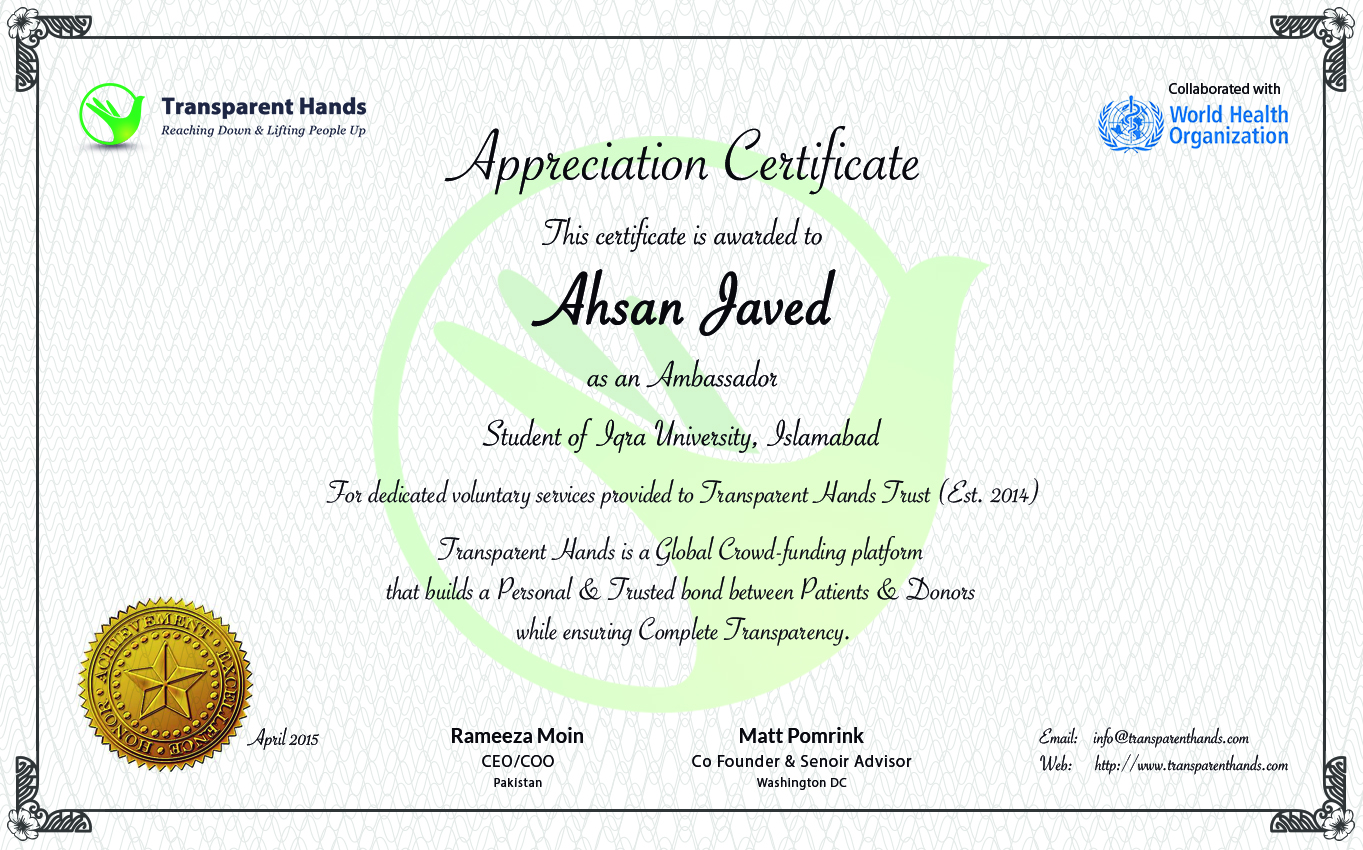 Transparent Hands
Reaching Down & Lifting People Up
Collaborated with
World Health
Organization
Appreciation Certificate
This certificate is awarded to
Ahsan Javed
as an Ambassador
Student of Iqra University, Islamabad
For dedicated voluntary services provided to Transparent Hands Trust (Est. 2014)
Transparent Hands is a Global Crowd-funding platform
that builds a Personal & Trusted bond between Patients & Donors
while ensuring Complete Transparency.
HONOR • ACHIEVEMENT • EXCELLENCE •
April 2015
Rameeza Moin
CEO/COO
Pakistan
Matt Pomrink
Co Founder & Senoir Advisor
Washington DC
Email: info@transparenthands.com
Web: http://www.transparenthands.com